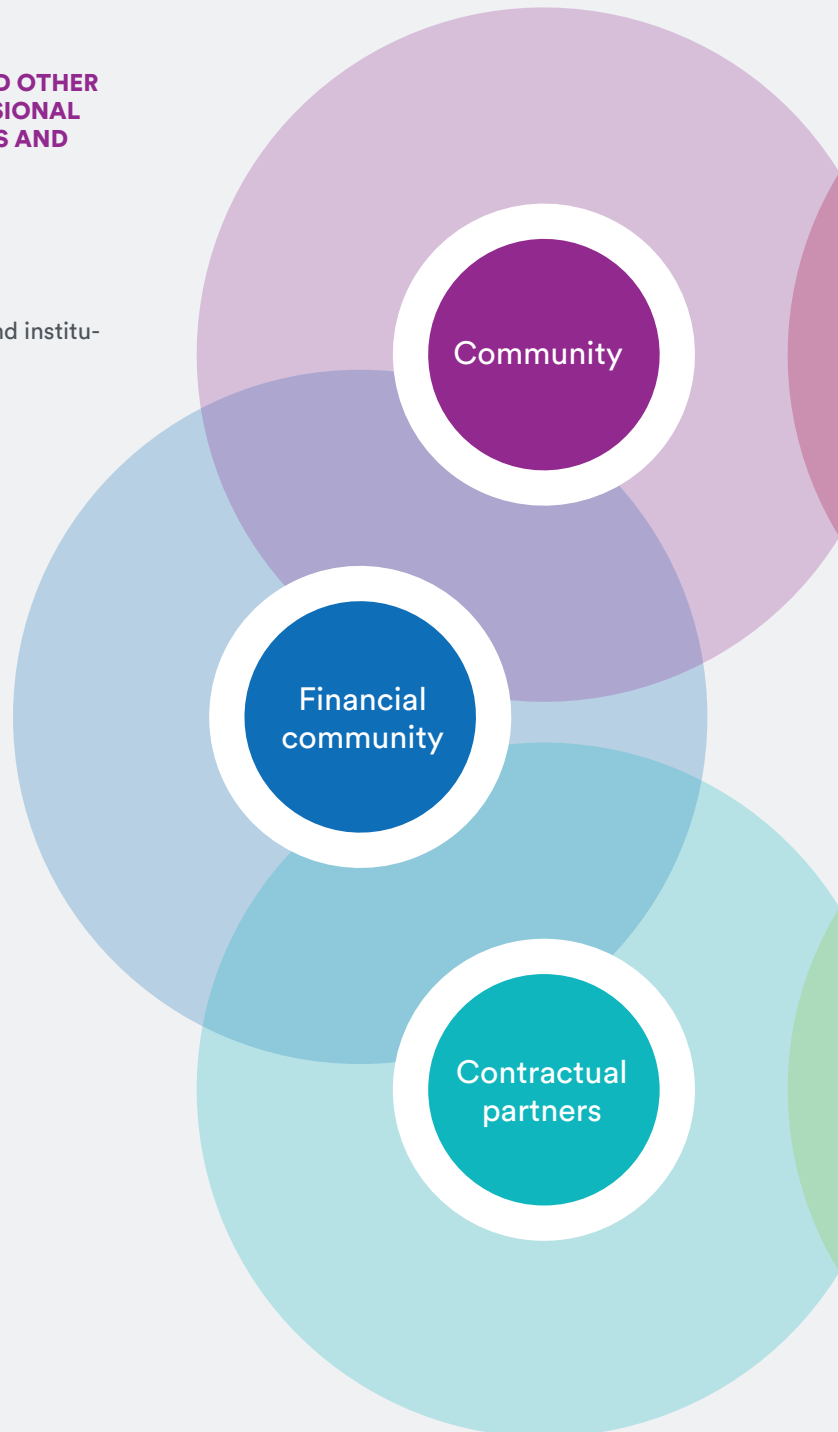 D OTHER
SIONAL
S AND
nd institu-
Community
Financial
community
Contractual
partners